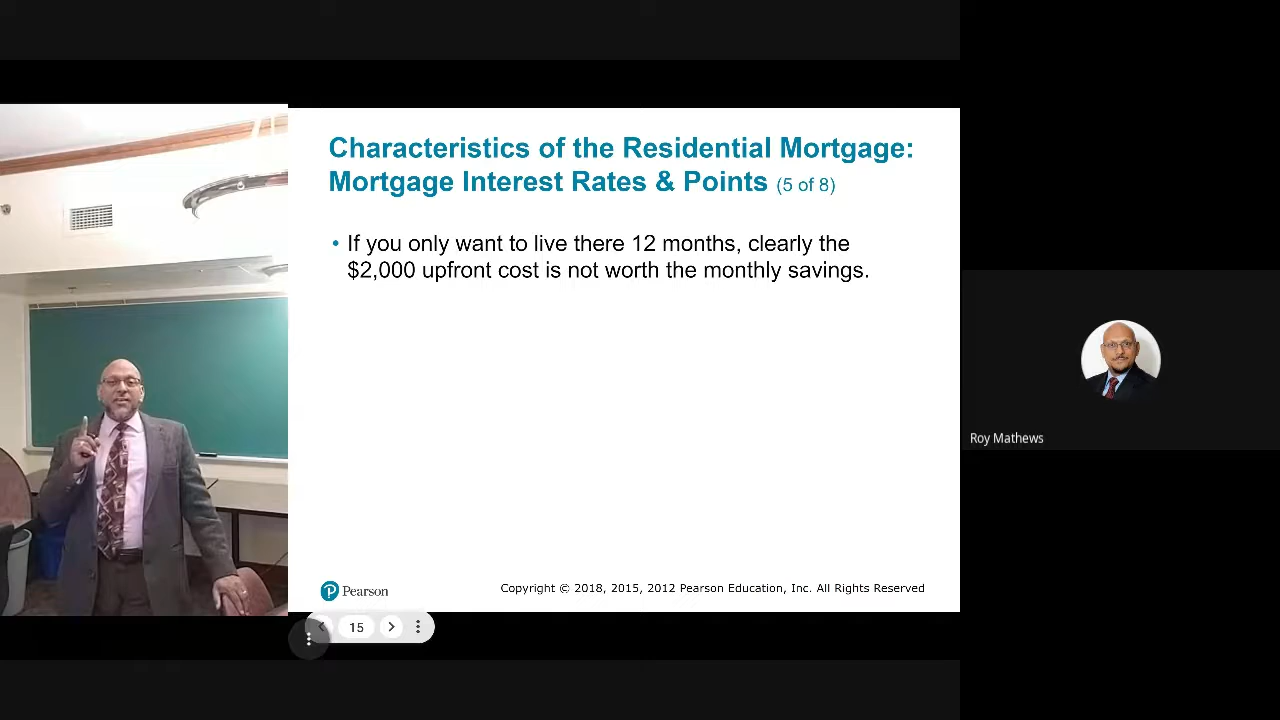 Characteristics of the Residential Mortgage:
Mortgage Interest Rates & Points (5 of 8)
• If you only want to live there 12 months, clearly the
$2,000 upfront cost is not worth the monthly savings.
Pearson
Copyright © 2018, 2015, 2012 Pearson Education, Inc. All Rights Reserved
15
Roy Mathews